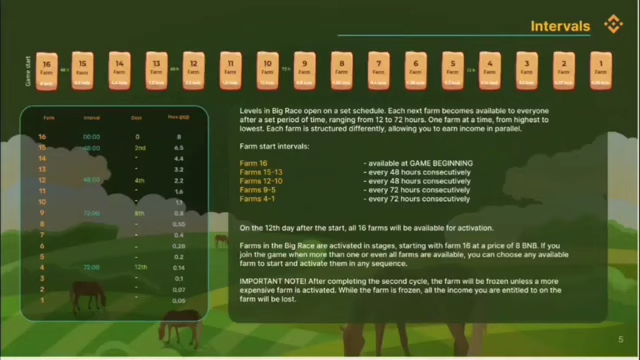 Intervals
Game start
16 Farm
15 Farm
14 Farm
13 Farm
12 Farm
11 Farm
10 Farm
9 Farm
8 Farm
7 Farm
6 Farm
5 Farm
4 Farm
3 Farm
2 Farm
1 Farm
Farm Interval Days
16 00:00 0 8
15 48:00 2nd 6,5
14 - 4,4
13 - 3,2
12 48:00 4th 2,2
11 - 1,6
10 - 1,1
9 72:00 8th 0,8
8 - 0,55
7 - 0,4
6 - 0,28
5 - 0,2
4 72:00 12th 0,14
3 - 0,1
2 - 0,07
1 - 0,05
Levels in Big Race open on a set schedule. Each next farm becomes available to everyone
after a set period of time, ranging from 12 to 72 hours. One farm at a time, from highest to
lowest. Each farm is structured differently, allowing you to earn income in parallel.
Farm start intervals:
Farm 16 - available at GAME BEGINNING
Farms 15-13 - every 48 hours consecutively
Farms 12-10 - every 48 hours consecutively
Farms 9-5 - every 72 hours consecutively
Farms 4-1 - every 72 hours consecutively
On the 12th day after the start, all 16 farms will be available for activation.
Farms in the Big Race are activated in stages, starting with farm 16 at a price of 8 BNB. If you
join the game when more than one or even all farms are available, you can choose any available
farm to start and activate them in any sequence.
IMPORTANT NOTE! After completing the second cycle, the farm will be frozen unless a more
expensive farm is activated. While the farm is frozen, all the income you are entitled to on the
farm will be lost.
5